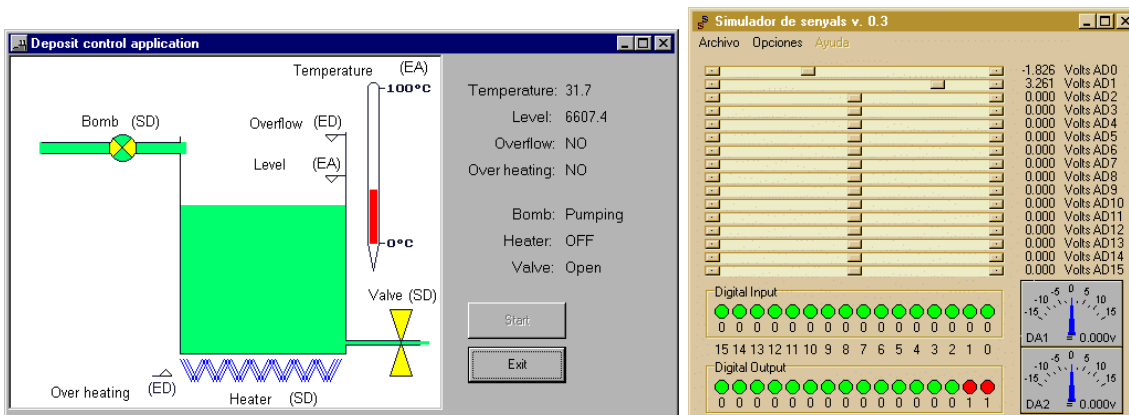 Deposit control application
Temperature (EA)
100ºC
Bomb (SD)
Overflow (ED)
Level (EA)
0ºC
Valve (SD)
Over heating (ED)
Heater (SD)
Temperature: 31.7
Level: 6607.4
Overflow: NO
Over heating: NO
Bomb: Pumping
Heater: OFF
Valve: Open
Start
Exit
Simulador de senyals v. 0.3
Archivo Opciones Ayuda
-1.826 Volts AD0
3.261 Volts AD1
0.000 Volts AD2
0.000 Volts AD3
0.000 Volts AD4
0.000 Volts AD5
0.000 Volts AD6
0.000 Volts AD7
0.000 Volts AD8
0.000 Volts AD9
0.000 Volts AD10
0.000 Volts AD11
0.000 Volts AD12
0.000 Volts AD13
0.000 Volts AD14
0.000 Volts AD15
Digital Input
0 0 0 0 0 0 0 0 0 0 0 0 0 0 0 0
15 14 13 12 11 10 9 8 7 6 5 4 3 2 1 0
Digital Output
0 0 0 0 0 0 0 0 0 0 0 0 0 0 1 1
-15 -10 -5 0 5 10 15
DA1 = 0.000v
-15 -10 -5 0 5 10 15
DA2 = 0.000v